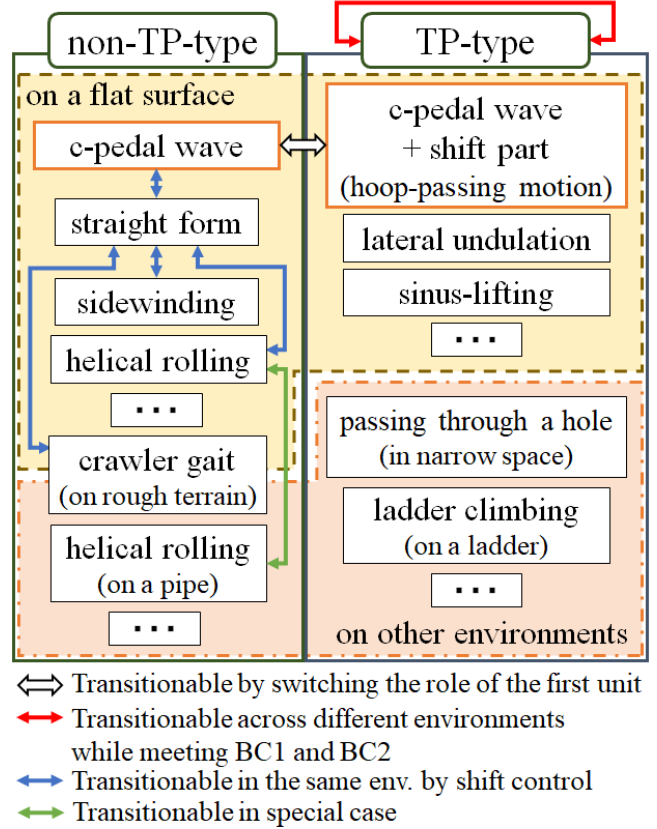 non-TP-type
TP-type
on a flat surface
c-pedal wave
straight form
sidewinding
helical rolling
...
crawler gait
(on rough terrain)
helical rolling
(on a pipe)
...
c-pedal wave
+ shift part
(hoop-passing motion)
lateral undulation
sinus-lifting
...
passing through a hole
(in narrow space)
ladder climbing
(on a ladder)
...
on other environments
Transitionable by switching the role of the first unit
Transitionable across different environments
while meeting BC1 and BC2
Transitionable in the same env. by shift control
Transitionable in special case